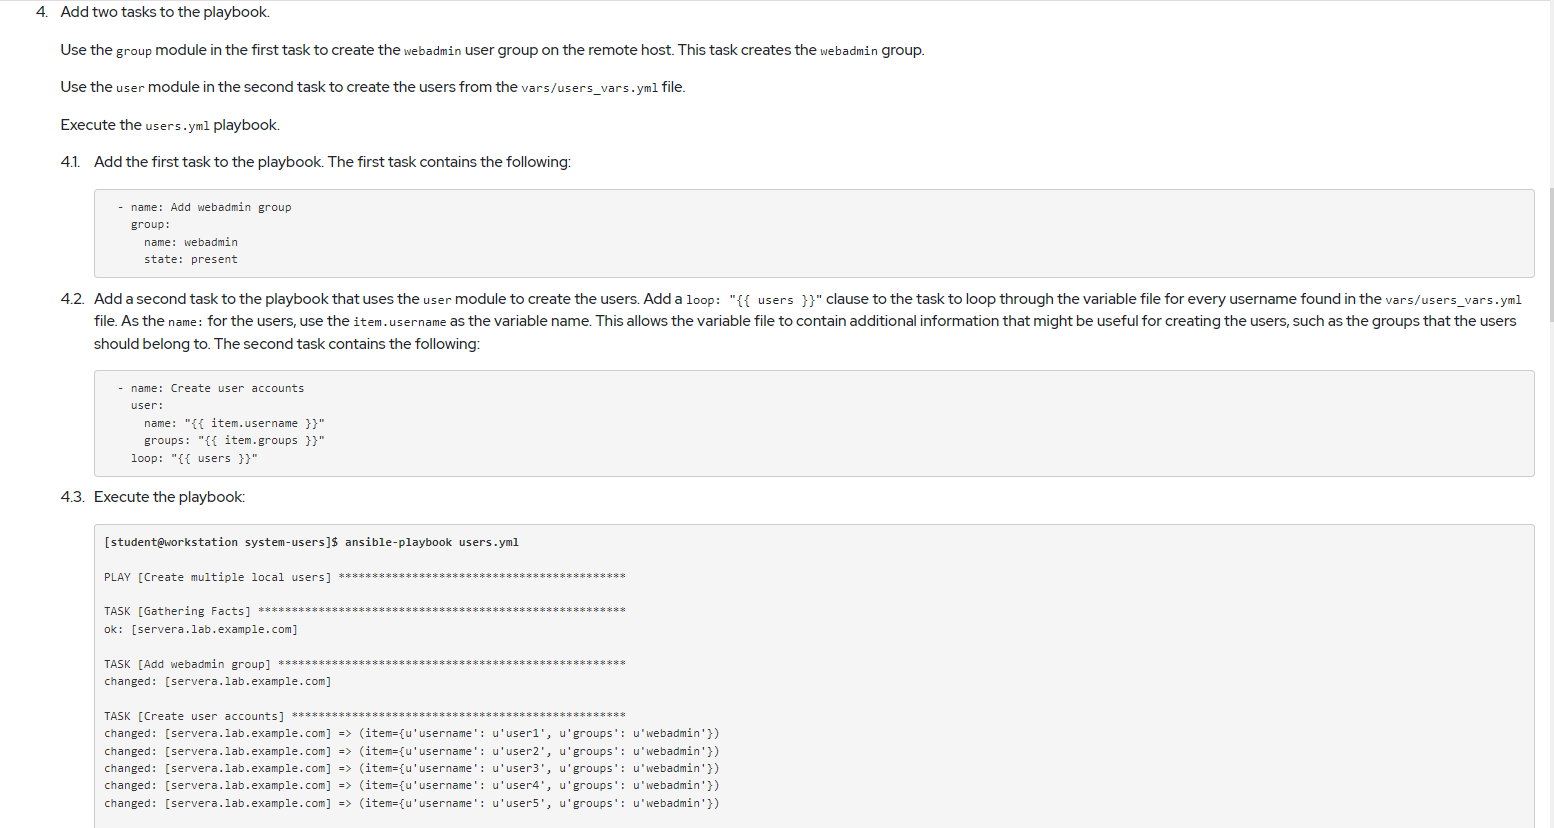 4. Add two tasks to the playbook.
Use the group module in the first task to create the webadmin user group on the remote host. This task creates the webadmin group.
Use the user module in the second task to create the users from the vars/users_vars.yml file.
Execute the users.yml playbook.
4.1. Add the first task to the playbook. The first task contains the following:
- name: Add webadmin group
group:
name: webadmin
state: present
4.2. Add a second task to the playbook that uses the user module to create the users. Add a loop: "{{ users }}" clause to the task to loop through the variable file for every username found in the vars/users_vars.yml
file. As the name: for the users, use the item.username as the variable name. This allows the variable file to contain additional information that might be useful for creating the users, such as the groups that the users
should belong to. The second task contains the following:
- name: Create user accounts
user:
name: "{{ item.username }}"
groups: "{{ item.groups }}"
loop: "{{ users }}"
4.3. Execute the playbook:
[student@workstation system-users]$ ansible-playbook users.yml
PLAY [Create multiple local users] *******************************************
TASK [Gathering Facts] *******************************************************
ok: [servera.lab.example.com]
TASK [Add webadmin group] ****************************************************
changed: [servera.lab.example.com]
TASK [Create user accounts] **************************************************
changed: [servera.lab.example.com] => (item={u'username': u'user1', u'groups': u'webadmin'})
changed: [servera.lab.example.com] => (item={u'username': u'user2', u'groups': u'webadmin'})
changed: [servera.lab.example.com] => (item={u'username': u'user3', u'groups': u'webadmin'})
changed: [servera.lab.example.com] => (item={u'username': u'user4', u'groups': u'webadmin'})
changed: [servera.lab.example.com] => (item={u'username': u'user5', u'groups': u'webadmin'})